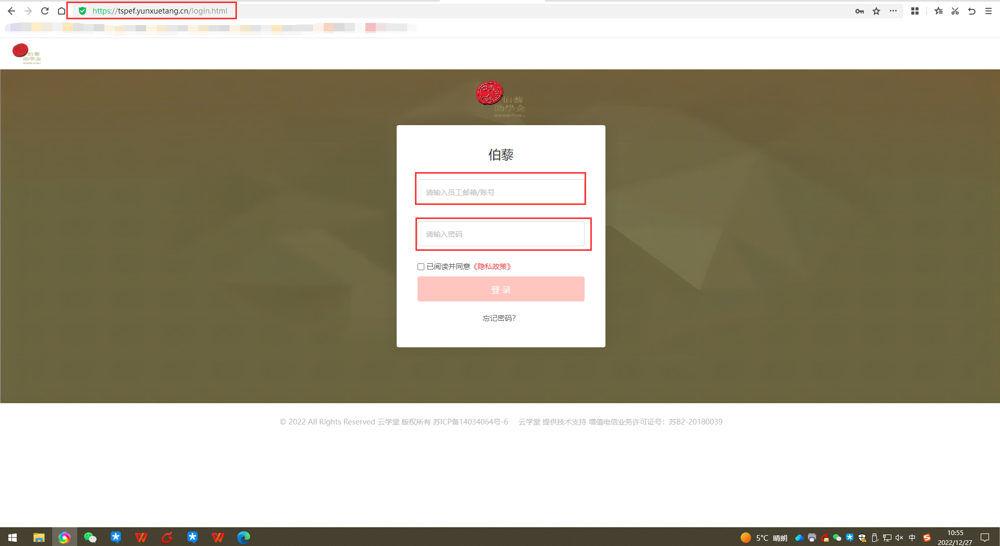 https://tspef.yunxuetang.cn/login.html
伯藜
助學金
伯藜
助學金
伯藜
请输入员工邮箱/账号
请输入密码
已阅读并同意《隐私政策》
登 录
忘记密码?
© 2022 All Rights Reserved 云学堂 版权所有 苏ICP备14034064号-6 云学堂 提供技术支持 增值电信业务许可证号：苏B2-20180039
5°C 晴朗
中
10:55
2022/12/27